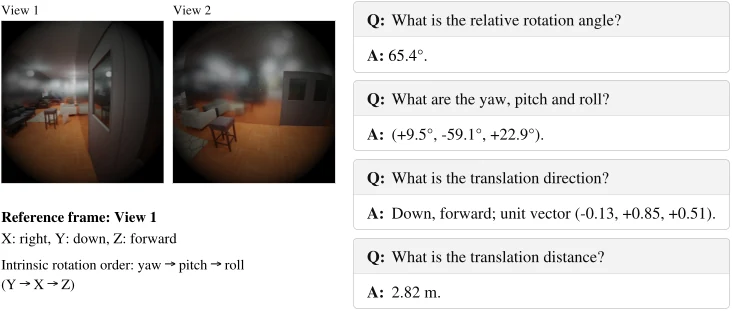 View 1
View 2
Reference frame: View 1
X: right, Y: down, Z: forward
Intrinsic rotation order: yaw → pitch → roll
(Y → X → Z)
Q: What is the relative rotation angle?
A: 65.4°.
Q: What are the yaw, pitch and roll?
A: (+9.5°, -59.1°, +22.9°).
Q: What is the translation direction?
A: Down, forward; unit vector (-0.13, +0.85, +0.51).
Q: What is the translation distance?
A: 2.82 m.